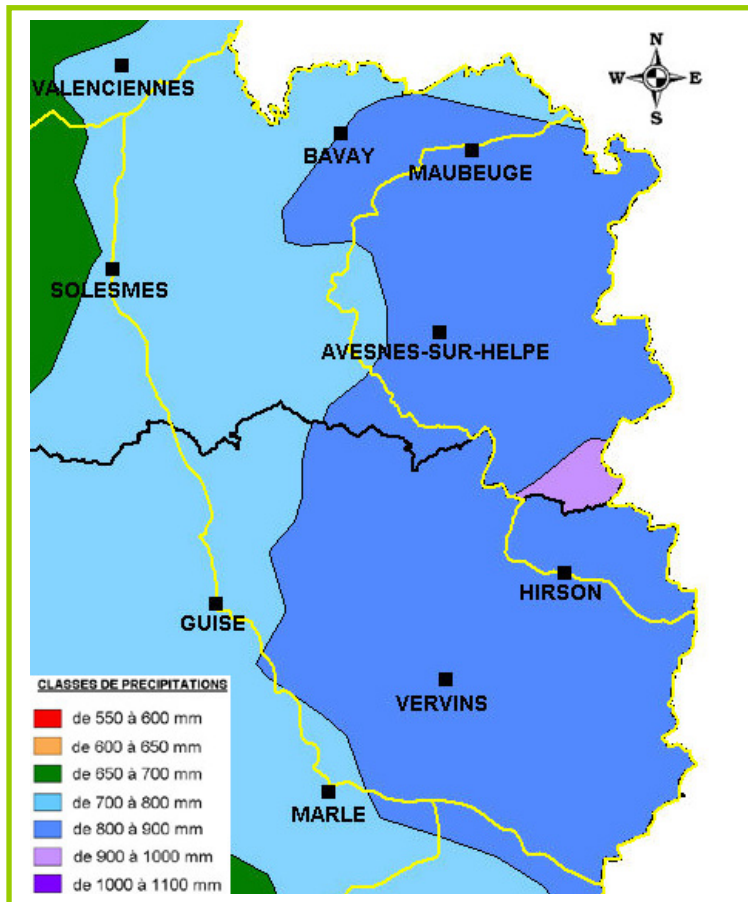 N
W E
S
VALENCIENNES
BAVAY
MAUBEUGE
SOLESMES
AVESNES-SUR-HELPE
HIRSON
GUISE
VERVINS
MARLE
CLASSES DE PRECIPITATIONS
de 550 à 600 mm
de 600 à 650 mm
de 650 à 700 mm
de 700 à 800 mm
de 800 à 900 mm
de 900 à 1000 mm
de 1000 à 1100 mm